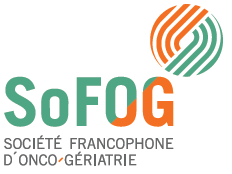 SoFOG
SOCIÉTÉ FRANCOPHONE
D´ONCO-GÉRIATRIE